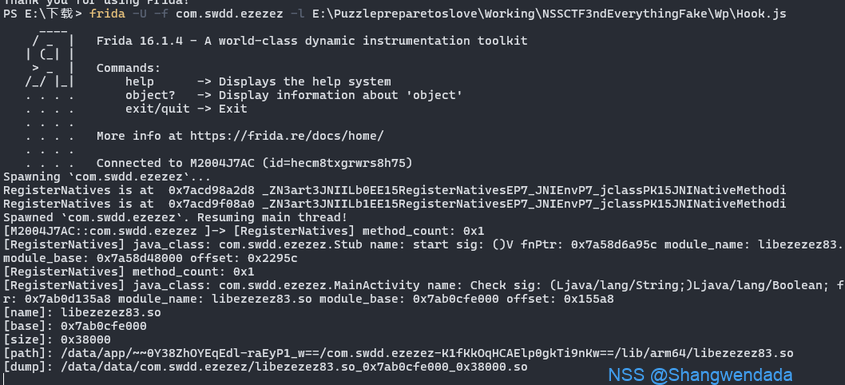 Thank you for using Frida!
PS E:\下载> frida -U -f com.swdd.ezezez -l E:\Puzzlepreparetoslove\Working\NSSCTF3ndEverythingFake\Wp\Hook.js
     ____
    / _  |   Frida 16.1.4 - A world-class dynamic instrumentation toolkit
   | (_| |
    > _  |   Commands:
   /_/ |_|       help      -> Displays the help system
   . . . .       object?   -> Display information about 'object'
   . . . .       exit/quit -> Exit
   . . . .
   . . . .   More info at https://frida.re/docs/home/
   . . . .
   . . . .   Connected to M2004J7AC (id=hecm8txgrwrs8h75)
Spawning `com.swdd.ezezez`...
RegisterNatives is at  0x7acd98a2d8 _ZN3art3JNIILb0EE15RegisterNativesEP7_JNIEnvP7_jclassPK15JNINativeMethodi
RegisterNatives is at  0x7acd9f08a0 _ZN3art3JNIILb1EE15RegisterNativesEP7_JNIEnvP7_jclassPK15JNINativeMethodi
Spawned `com.swdd.ezezez`. Resuming main thread!
[M2004J7AC::com.swdd.ezezez ]-> [RegisterNatives] method_count: 0x1
[RegisterNatives] java_class: com.swdd.ezezez.Stub name: start sig: ()V fnPtr: 0x7a58d6a95c module_name: libezezez83.
module_base: 0x7a58d48000 offset: 0x2295c
[RegisterNatives] method_count: 0x1
[RegisterNatives] java_class: com.swdd.ezezez.MainActivity name: Check sig: (Ljava/lang/String;)Ljava/lang/Boolean; f
r: 0x7ab0d135a8 module_name: libezezez83.so module_base: 0x7ab0cfe000 offset: 0x155a8
[name]: libezezez83.so
[base]: 0x7ab0cfe000
[size]: 0x38000
[path]: /data/app/~~0Y38ZhOYEqEdl-raEyP1_w==/com.swdd.ezezez-K1fKkOqHCAElp0gkTi9nKw==/lib/arm64/libezezez83.so
[dump]: /data/data/com.swdd.ezezez/libezezez83.so_0x7ab0cfe000_0x38000.so
NSS @Shangwendada